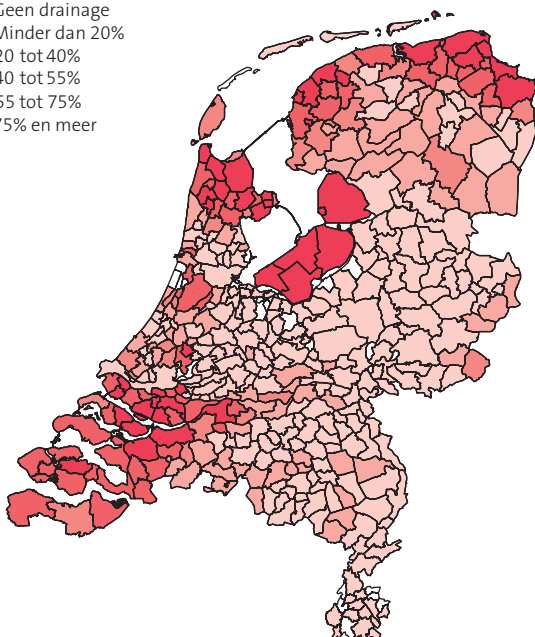 Geen drainage
Minder dan 20%
20 tot 40%
40 tot 55%
55 tot 75%
75% en meer